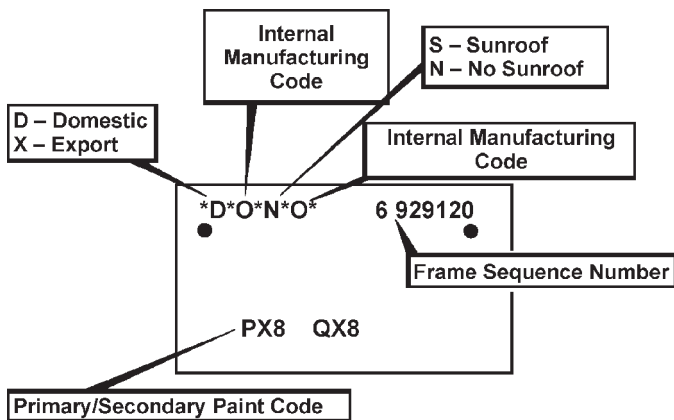 Internal
Manufacturing
Code
S – Sunroof
N – No Sunroof
D – Domestic
X – Export
Internal Manufacturing
Code
*D*O*N*O*
6 929120
Frame Sequence Number
PX8 QX8
Primary/Secondary Paint Code